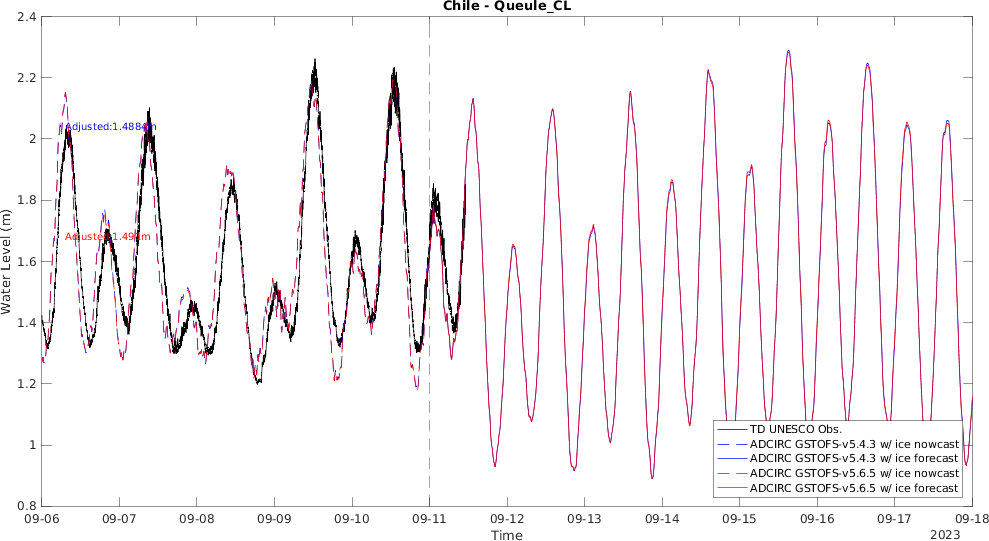 Chile - Queule_CL
2.4
2.2
2
1.8
1.6
1.4
1.2
1
0.8
Water Level (m)
Adjusted:1.4884m
TD UNESCO Obs.
ADCIRC GSTOFS-v5.4.3 w/ ice nowcast
ADCIRC GSTOFS-v5.4.3 w/ ice forecast
ADCIRC GSTOFS-v5.6.5 w/ ice nowcast
ADCIRC GSTOFS-v5.6.5 w/ ice forecast
09-06 09-07 09-08 09-09 09-10 09-11 09-12 09-13 09-14 09-15 09-16 09-17 09-18
Time
2023